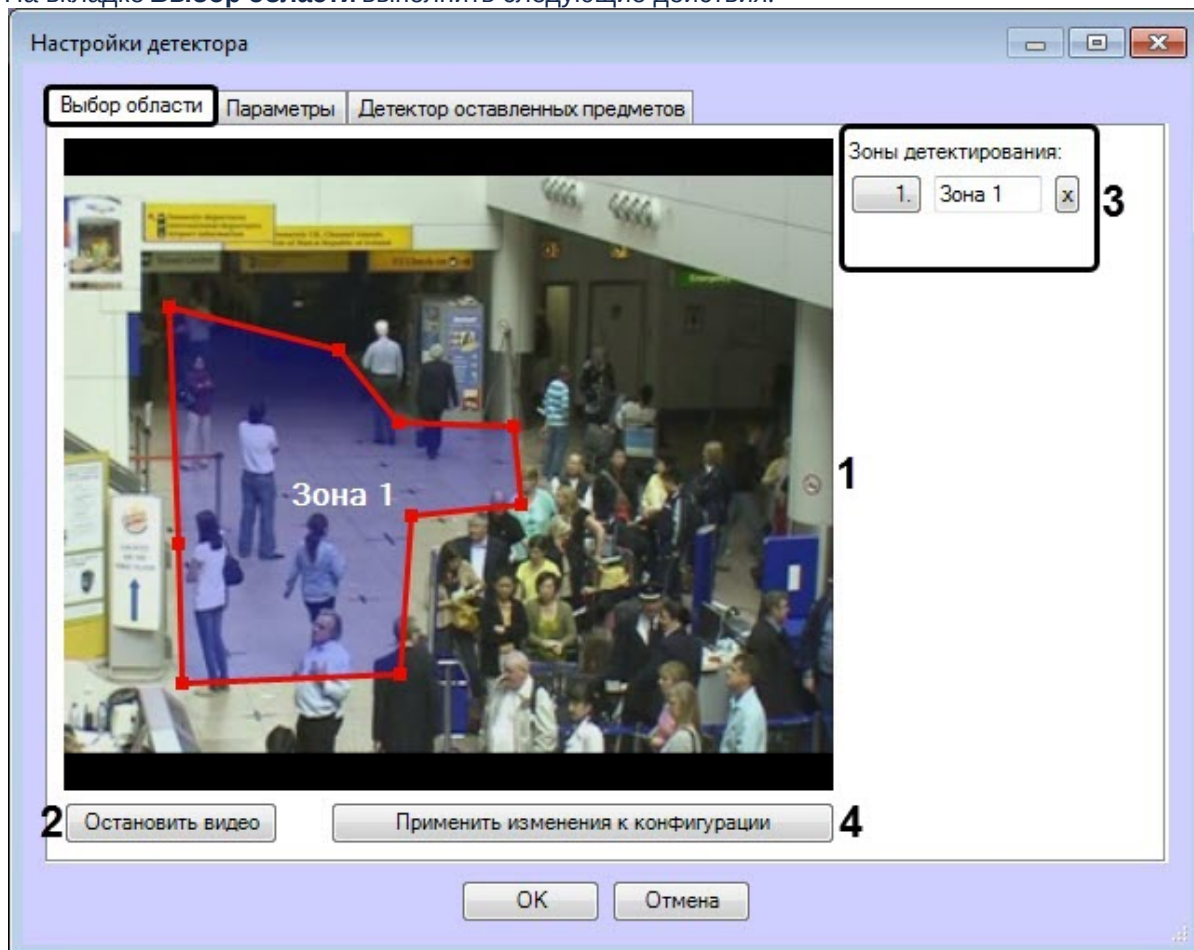 На вкладке Выбор области выполнить следующие действия:
Настройки детектора
Выбор области
Параметры
Детектор оставленных предметов
Зоны детектирования:
1.
Зона 1
x
3
1
Зона 1
2
Остановить видео
Применить изменения к конфигурации
4
OK
Отмена